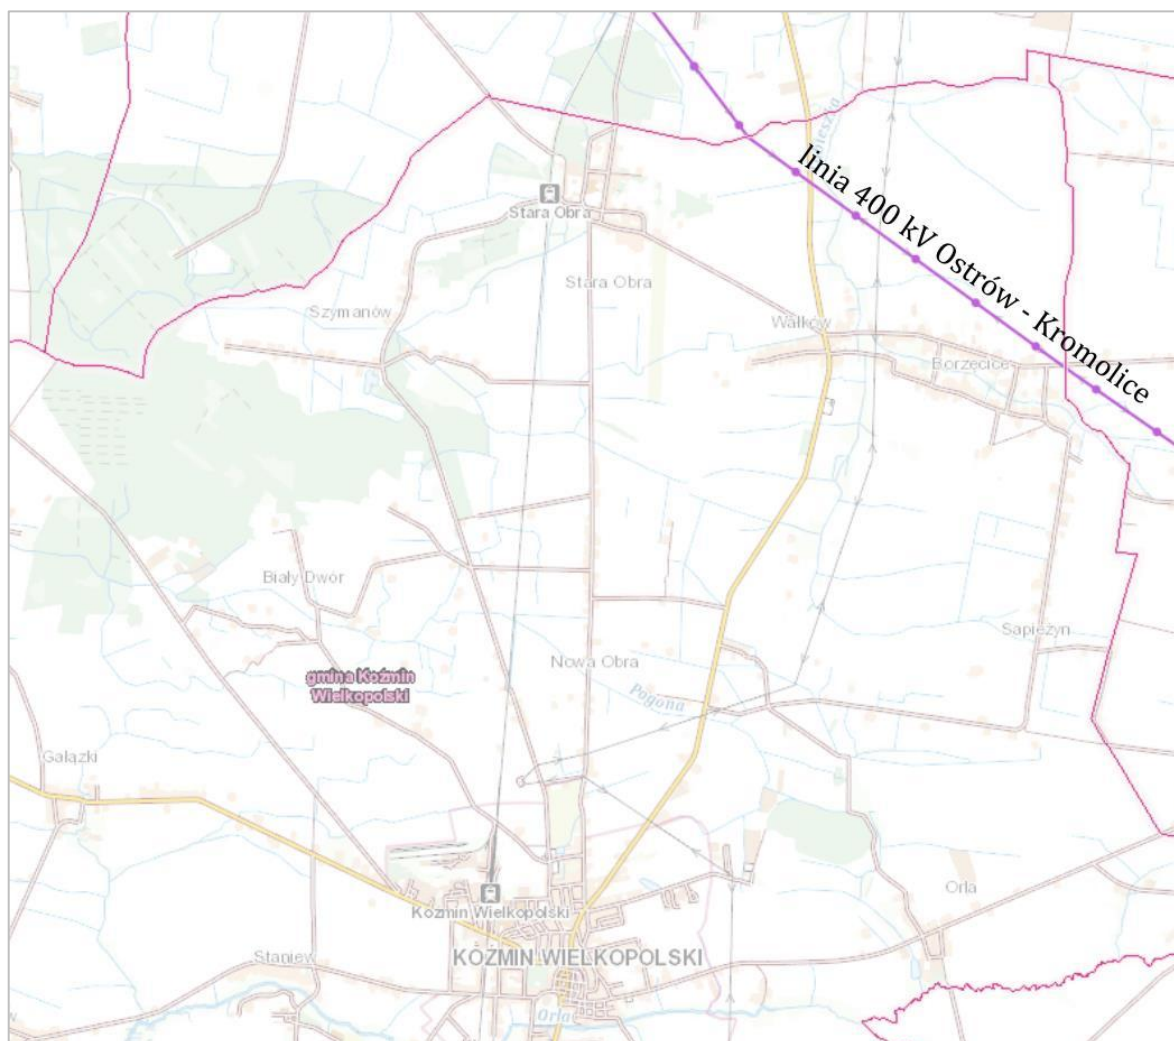 Pieszka
linia 400 kV Ostrów - Kromolice
Stara Obra
Stara Obra
Szymanów
Wałków
Borzęcice
Biały Dwór
Sapieżyn
Nowa Obra
gmina Koźmin
Wielkopolski
Pogona
Gałązki
Orla
Koźmin Wielkopolski
KOŹMIN WIELKOPOLSKI
Staniew
Orla